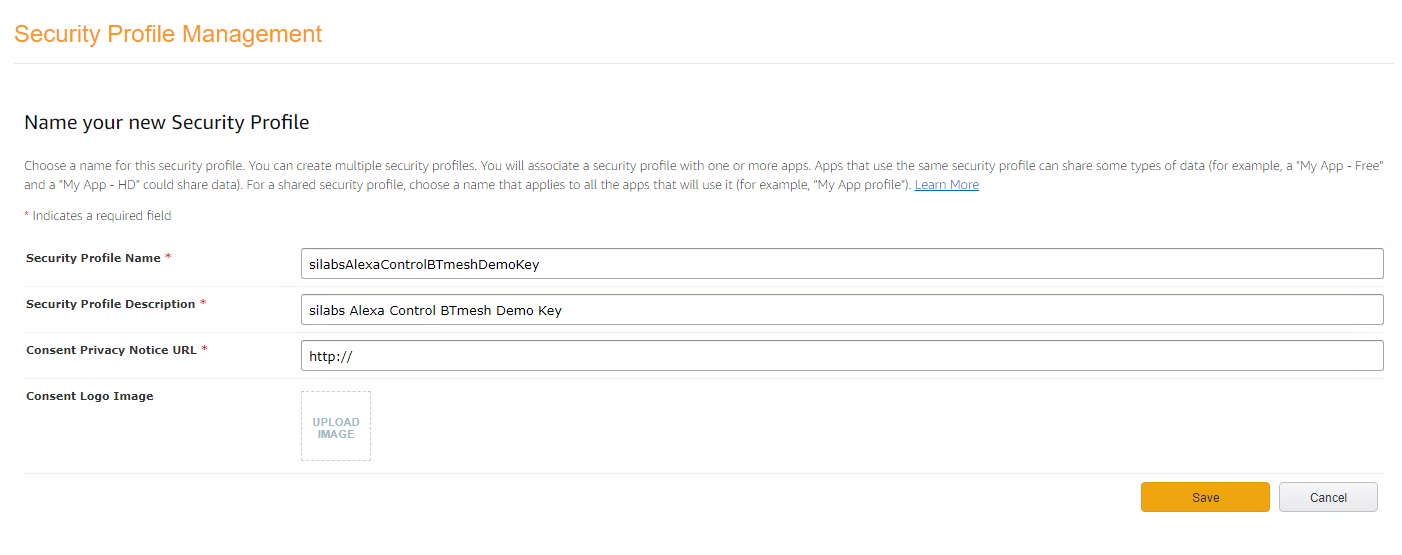 Security Profile Management
Name your new Security Profile
Choose a name for this security profile. You can create multiple security profiles. You will associate a security profile with one or more apps. Apps that use the same security profile can share some types of data (for example, a "My App - Free"
and a "My App - HD" could share data). For a shared security profile, choose a name that applies to all the apps that will use it (for example, "My App profile"). Learn More
* Indicates a required field
Security Profile Name *
silabsAlexaControlBTmeshDemoKey
Security Profile Description *
silabs Alexa Control BTmesh Demo Key
Consent Privacy Notice URL *
http://
Consent Logo Image
UPLOAD
IMAGE
Save Cancel